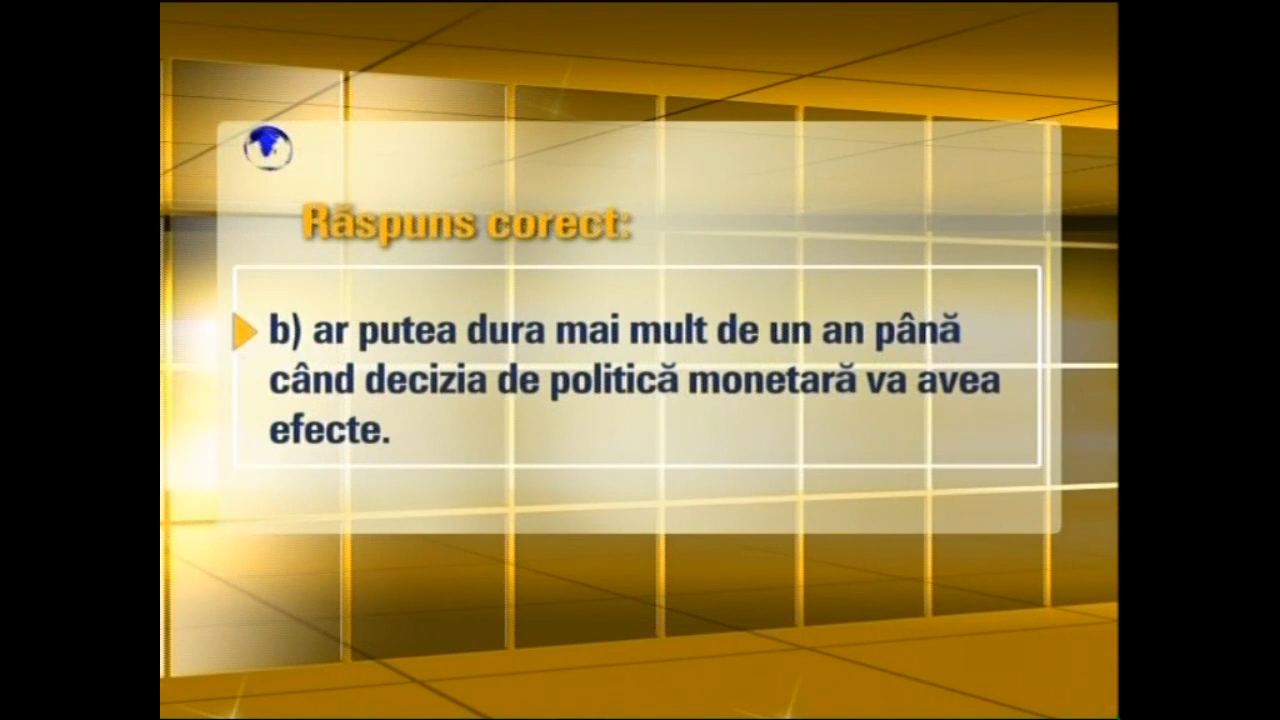 Răspuns corect:
b) ar putea dura mai mult de un an până
când decizia de politică monetară va avea
efecte.